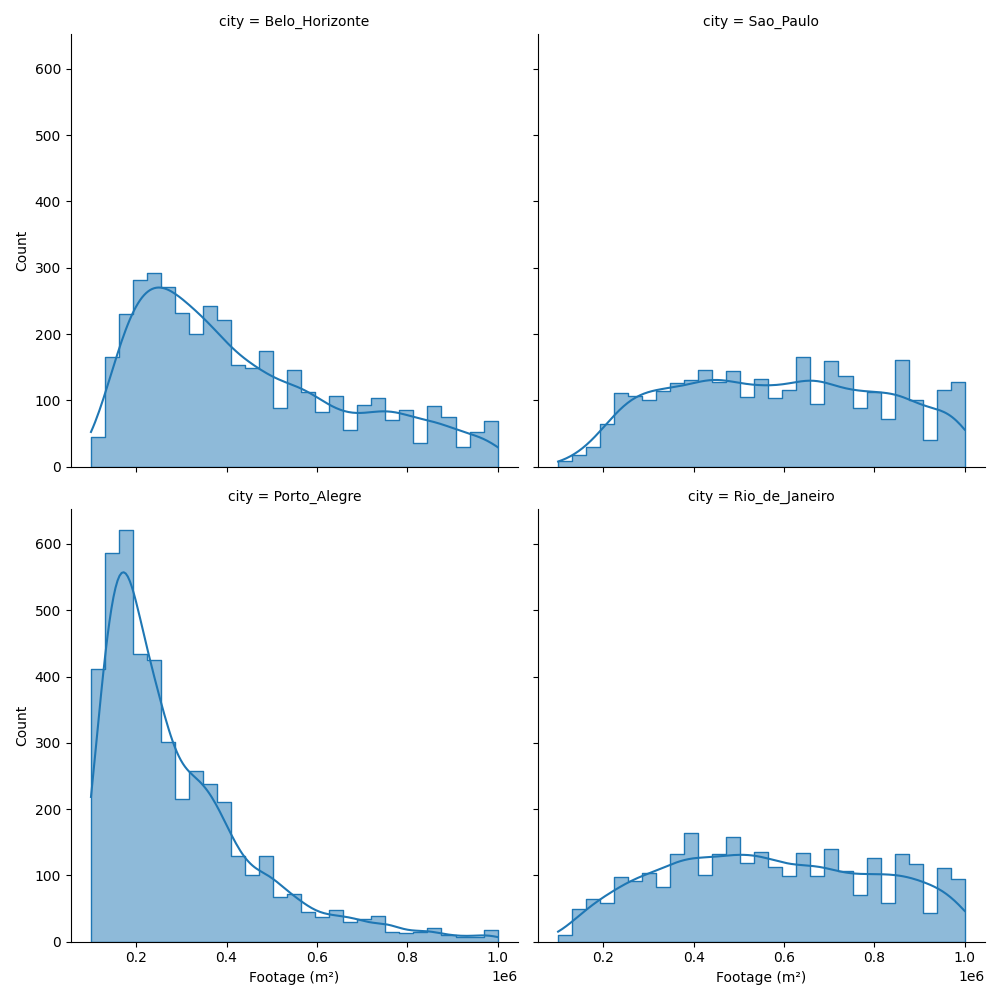 city = Belo_Horizonte
city = Sao_Paulo
600
500
400
300
200
100
0
Count
city = Porto_Alegre
city = Rio_de_Janeiro
600
500
400
300
200
100
0
Count
0.2 0.4 0.6 0.8 1.0
1e6
Footage (m²)
0.2 0.4 0.6 0.8 1.0
1e6
Footage (m²)